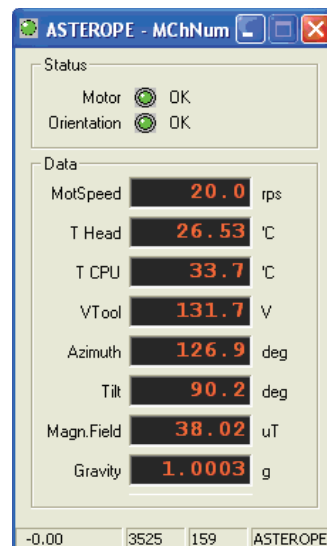 ASTEROPE - MChNum
Status
Motor OK
Orientation OK
Data
MotSpeed 20.0 rps
T Head 26.53 'C
T CPU 33.7 'C
VTool 131.7 V
Azimuth 126.9 deg
Tilt 90.2 deg
Magn.Field 38.02 uT
Gravity 1.0003 g
-0.00 3525 159 ASTEROPE